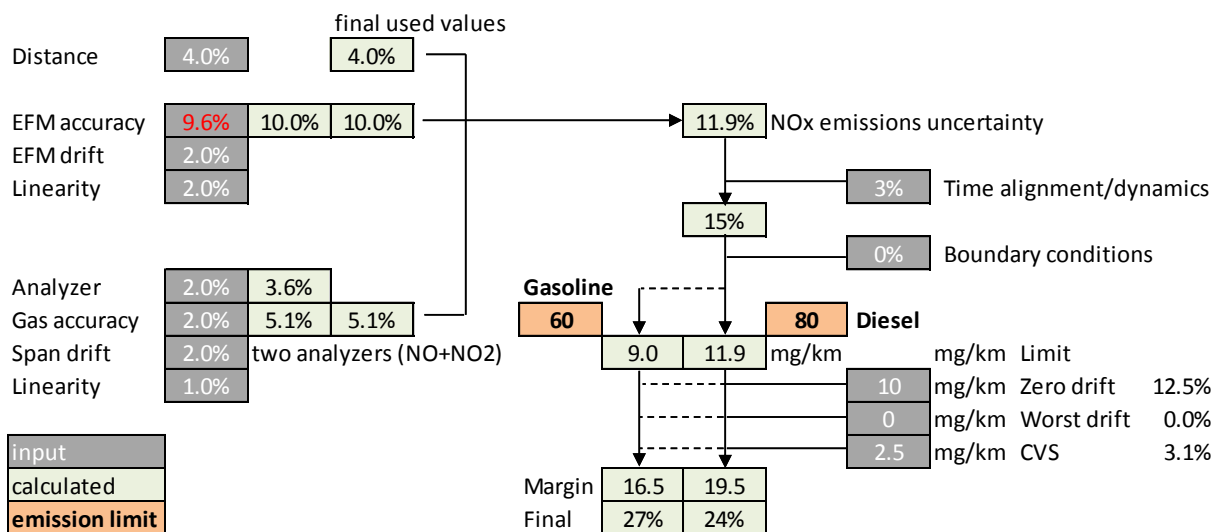 final used values
Distance 4.0% 4.0%
EFM accuracy 9.6% 10.0% 10.0% 11.9% NOx emissions uncertainty
EFM drift 2.0%
Linearity 2.0% 3% Time alignment/dynamics
15%
0% Boundary conditions
Analyzer 2.0% 3.6% Gasoline
Gas accuracy 2.0% 5.1% 5.1% 60 80 Diesel
Span drift 2.0% two analyzers (NO+NO2) 9.0 11.9 mg/km mg/km Limit
Linearity 1.0% 10 mg/km Zero drift 12.5%
0 mg/km Worst drift 0.0%
input 2.5 mg/km CVS 3.1%
calculated Margin 16.5 19.5
emission limit Final 27% 24%